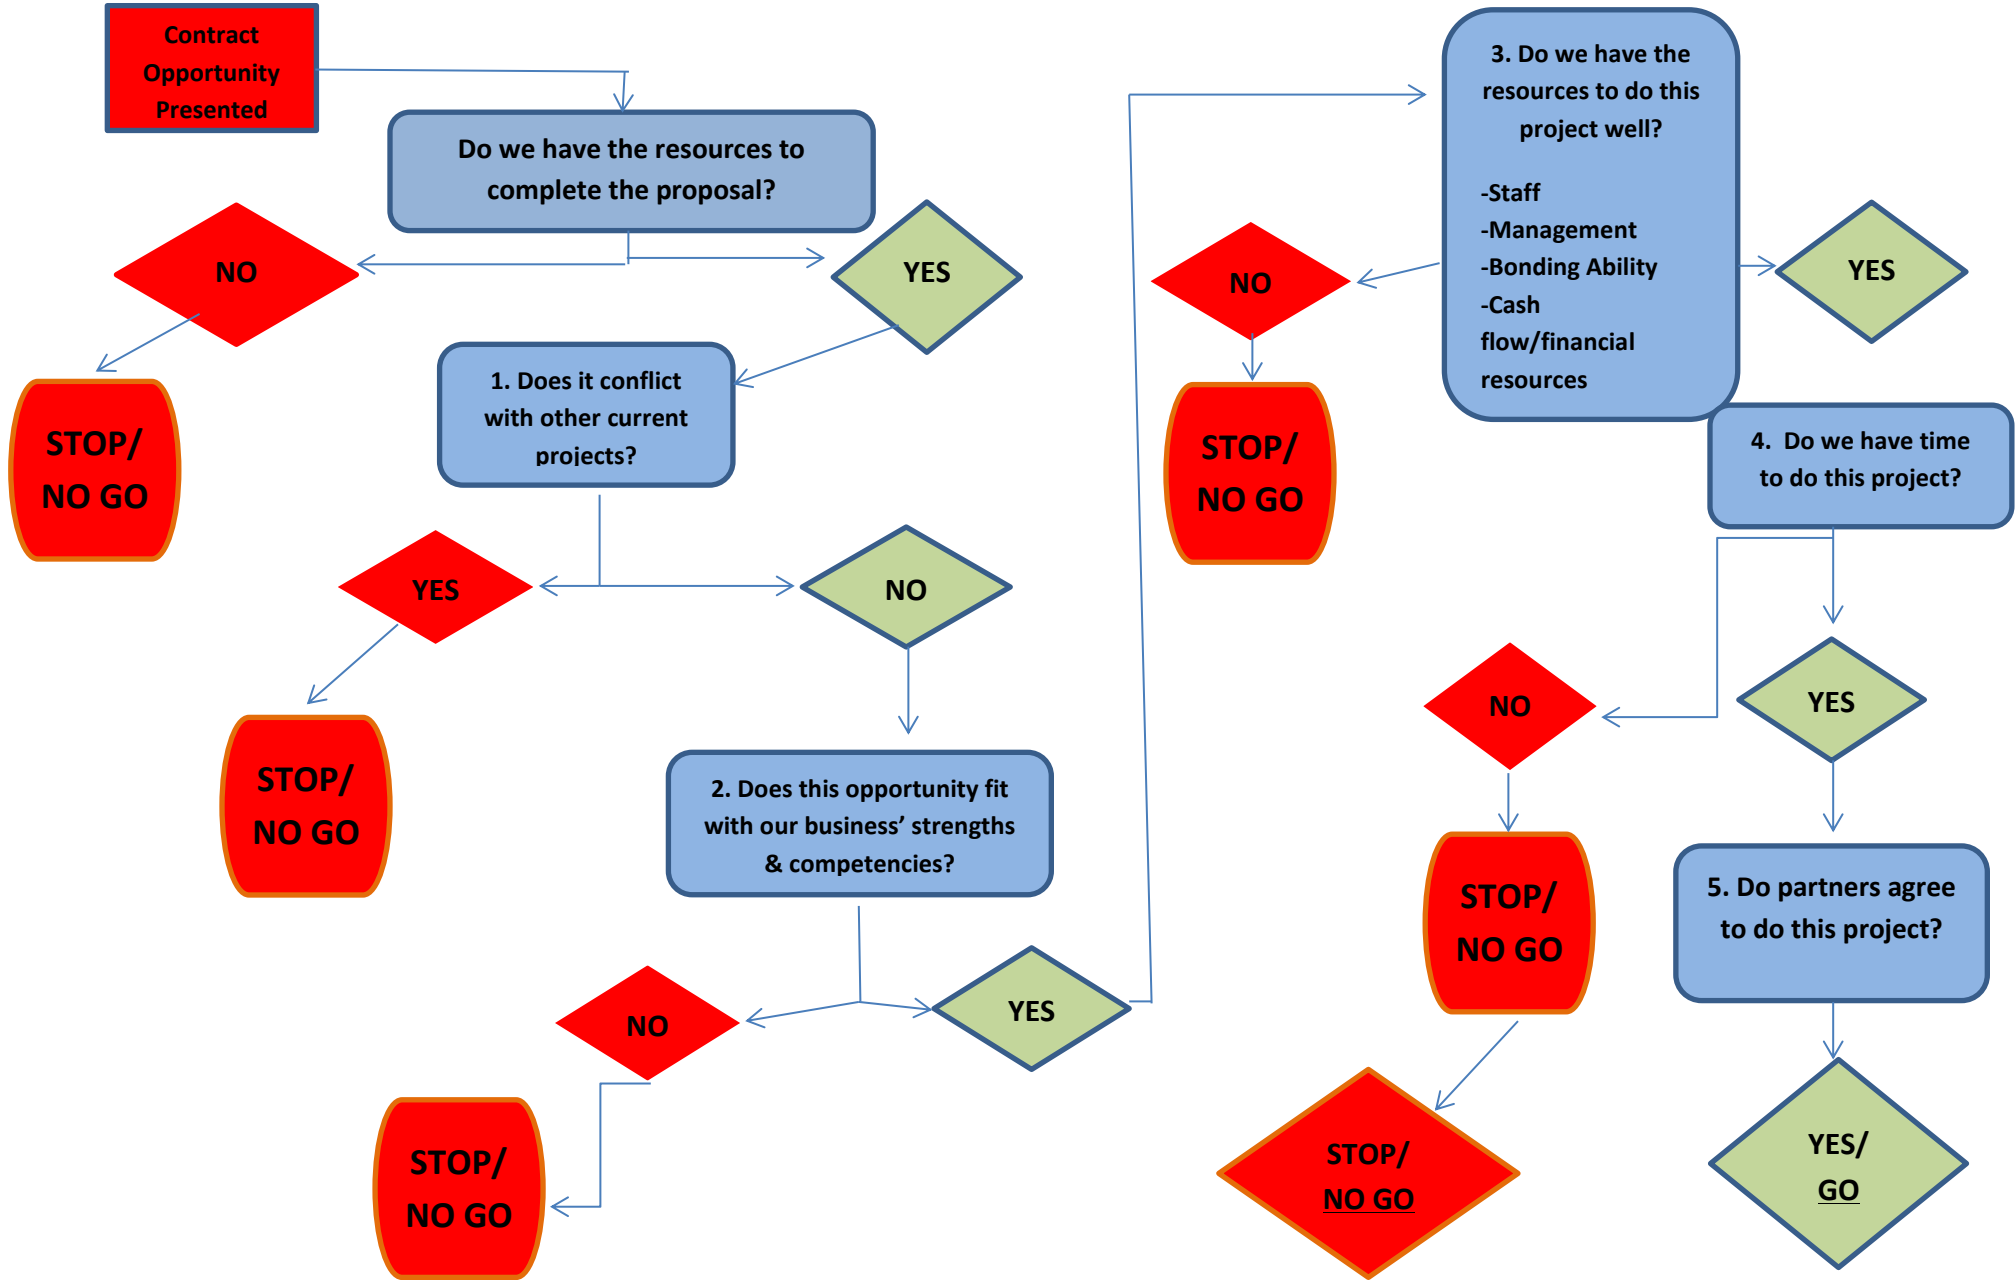 Contract
Opportunity
Presented
Do we have the resources to
complete the proposal?
NO
YES
STOP/
NO GO
1. Does it conflict
with other current
projects?
YES
NO
STOP/
NO GO
2. Does this opportunity fit
with our business’ strengths
& competencies?
NO
YES
STOP/
NO GO
3. Do we have the
resources to do this
project well?
-Staff
-Management
-Bonding Ability
-Cash
flow/financial
resources
NO
YES
STOP/
NO GO
4.  Do we have time
to do this project?
NO
YES
STOP/
NO GO
5. Do partners agree
to do this project?
STOP/
NO GO
YES/
GO